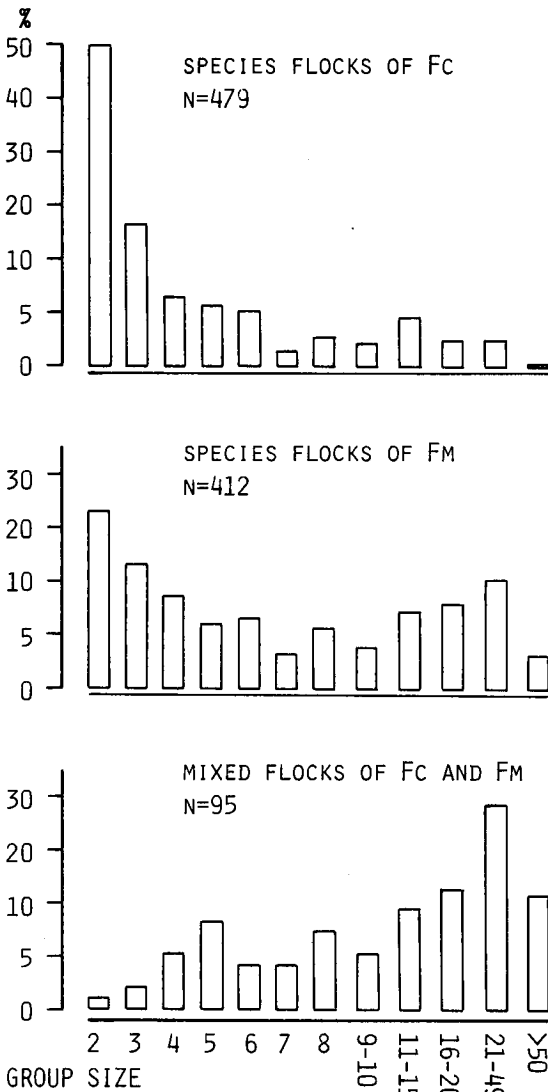 %
50
SPECIES FLOCKS OF FC
N=479
40
30
20
10
5
0
SPECIES FLOCKS OF FM
30
N=412
20
10
5
0
MIXED FLOCKS OF FC AND FM
30
N=95
20
10
5
0
2 3 4 5 6 7 8 9-10 11-15 16-20 21-49 >50
GROUP SIZE